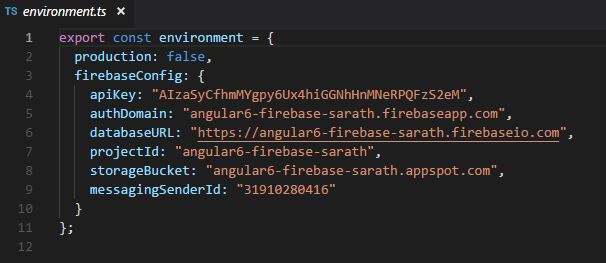 TS environment.ts ×
1 export const environment = {
2 production: false,
3 firebaseConfig: {
4 apiKey: "AIzaSyCfhmMYgpy6Ux4hiGGNhHnMNeRPQFzS2eM",
5 authDomain: "angular6-firebase-sarath.firebaseapp.com",
6 databaseURL: "https://angular6-firebase-sarath.firebaseio.com",
7 projectId: "angular6-firebase-sarath",
8 storageBucket: "angular6-firebase-sarath.appspot.com",
9 messagingSenderId: "31910280416"
10 }
11 };
12